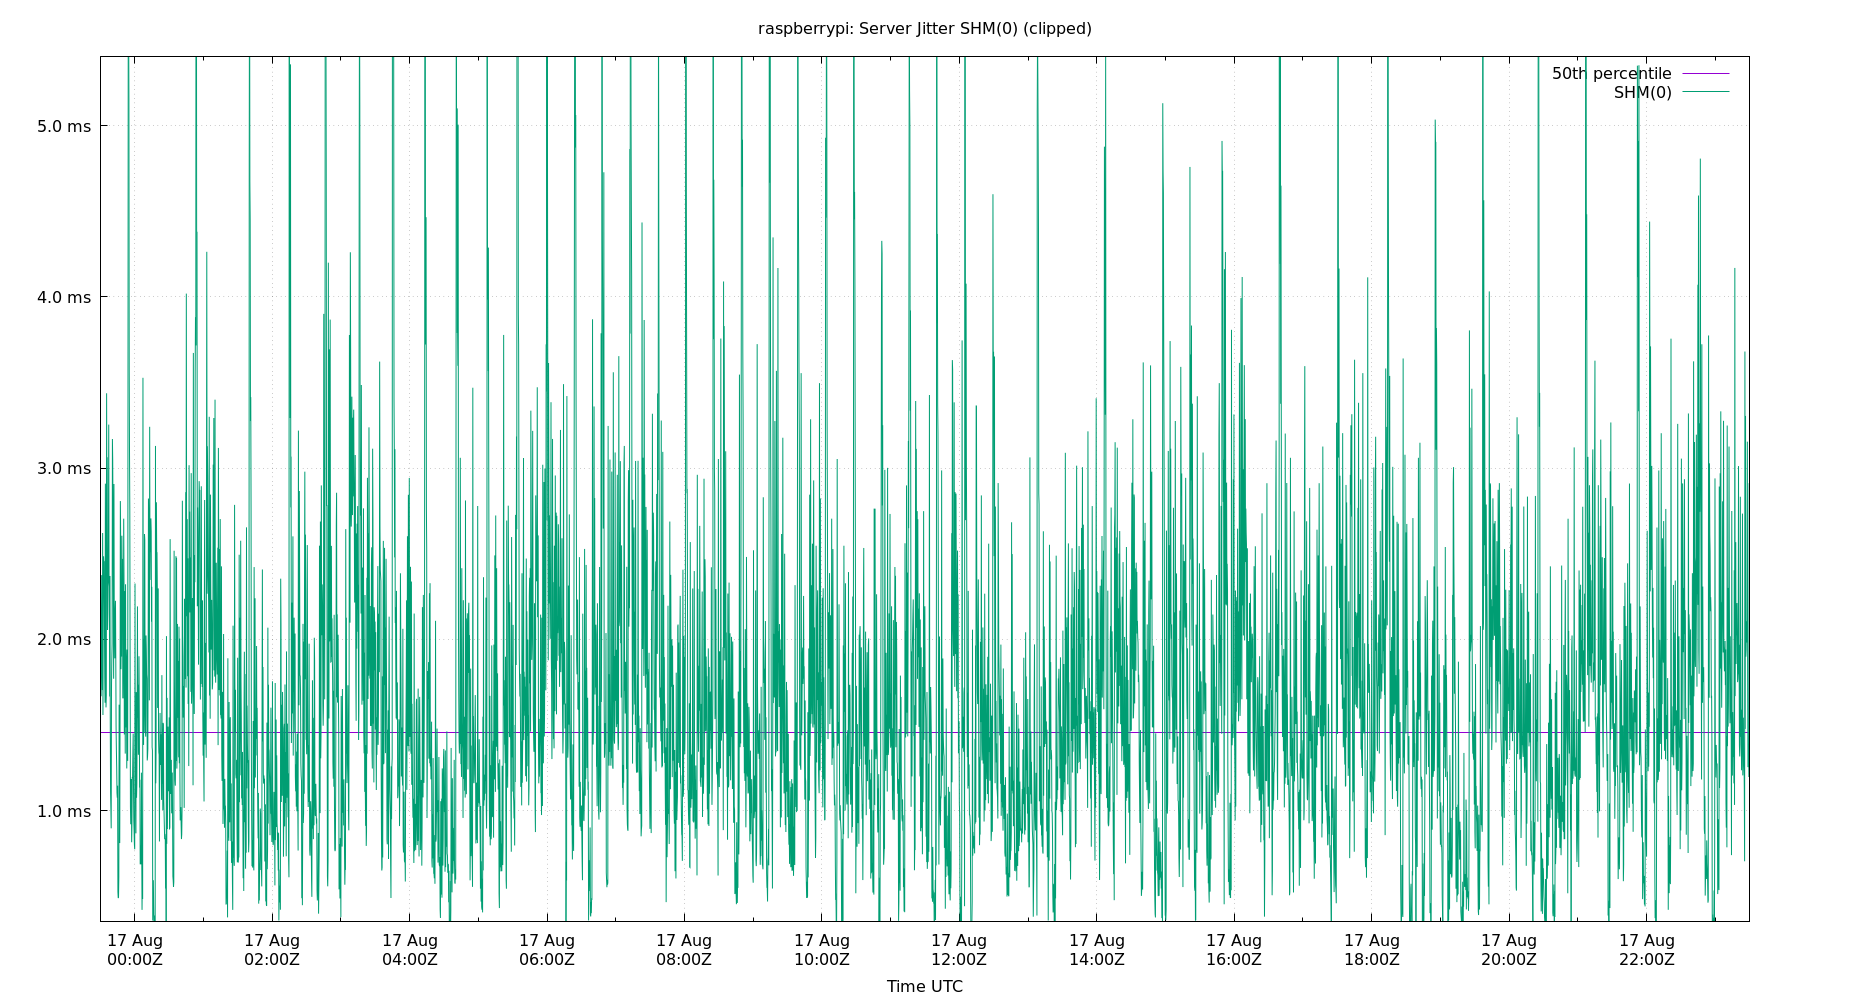 raspberrypi: Server Jitter SHM(0) (clipped)
50th percentile
SHM(0)
5.0 ms
4.0 ms
3.0 ms
2.0 ms
1.0 ms
17 Aug 17 Aug 17 Aug 17 Aug 17 Aug 17 Aug 17 Aug 17 Aug 17 Aug 17 Aug 17 Aug 17 Aug
00:00Z 02:00Z 04:00Z 06:00Z 08:00Z 10:00Z 12:00Z 14:00Z 16:00Z 18:00Z 20:00Z 22:00Z
Time UTC